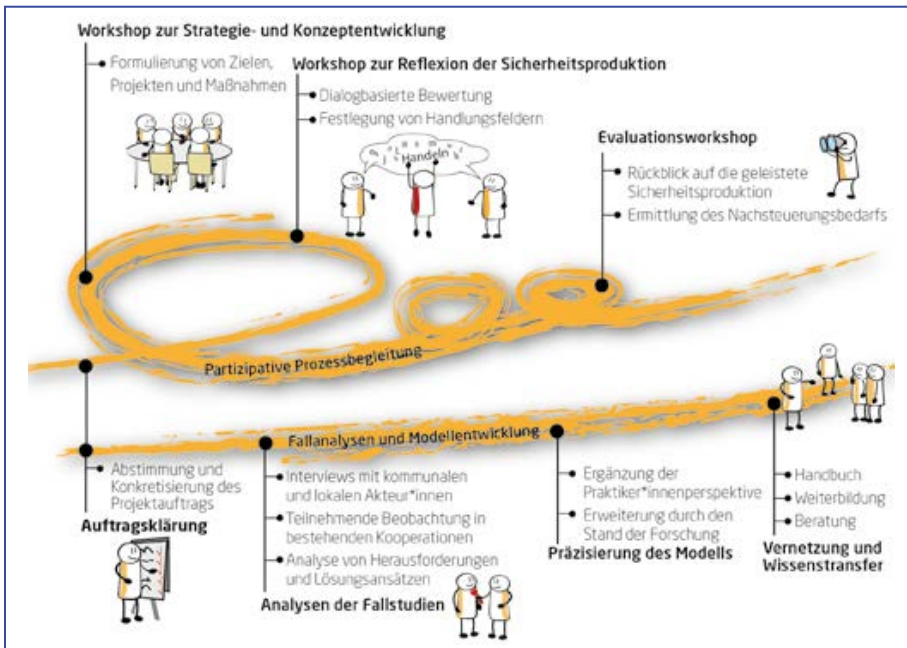 Workshop zur Strategie- und Konzeptentwicklung
Formulierung von Zielen,
Projekten und Maßnahmen
Workshop zur Reflexion der Sicherheitsproduktion
Dialogbasierte Bewertung
Festlegung von Handlungsfeldern
Handeln
Evaluationsworkshop
Rückblick auf die geleistete
Sicherheitsproduktion
Ermittlung des Nachsteuerungsbedarfs
Partizipative Prozessbegleitung
Fallanalysen und Modellentwicklung
Abstimmung und
Konkretisierung des
Projektauftrags
Auftragsklärung
Interviews mit kommunalen
und lokalen Akteur*innen
Teilnehmende Beobachtung in
bestehenden Kooperationen
Analyse von Herausforderungen
und Lösungsansätzen
Analysen der Fallstudien
Ergänzung der
Praktiker*innenperspektive
Erweiterung durch den
Stand der Forschung
Präzisierung des Modells
Handbuch
Weiterbildung
Beratung
Vernetzung und
Wissenstransfer